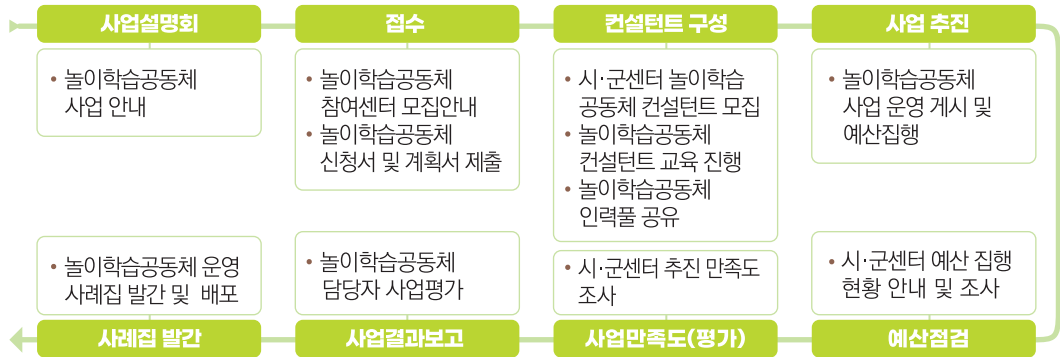 사업설명회
• 놀이학습공동체
사업 안내
접수
• 놀이학습공동체
참여센터 모집안내
• 놀이학습공동체
신청서 및 계획서 제출
컨설턴트 구성
• 시·군센터 놀이학습
공동체 컨설턴트 모집
• 놀이학습공동체
컨설턴트 교육 진행
• 놀이학습공동체
인력풀 공유
사업 추진
• 놀이학습공동체
사업 운영 게시 및
예산집행
• 시·군센터 예산 집행
현황 안내 및 조사
예산점검
• 시·군센터 추진 만족도
조사
사업만족도(평가)
• 놀이학습공동체
담당자 사업평가
사업결과보고
• 놀이학습공동체 운영
사례집 발간 및 배포
사례집 발간